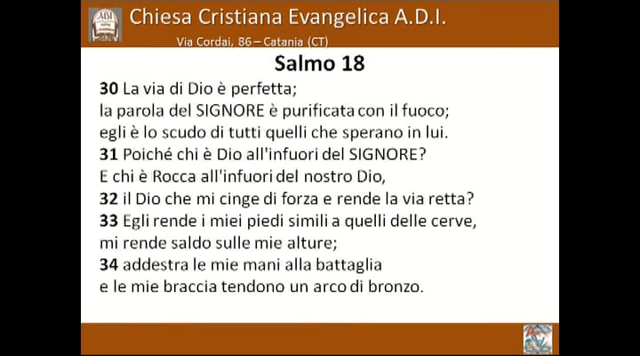 Chiesa Cristiana Evangelica A.D.I.
Via Cordai, 86 – Catania (CT)
Salmo 18
30 La via di Dio è perfetta;
la parola del SIGNORE è purificata con il fuoco;
egli è lo scudo di tutti quelli che sperano in lui.
31 Poiché chi è Dio all'infuori del SIGNORE?
E chi è Rocca all'infuori del nostro Dio,
32 il Dio che mi cinge di forza e rende la via retta?
33 Egli rende i miei piedi simili a quelli delle cerve,
mi rende saldo sulle mie alture;
34 addestra le mie mani alla battaglia
e le mie braccia tendono un arco di bronzo.